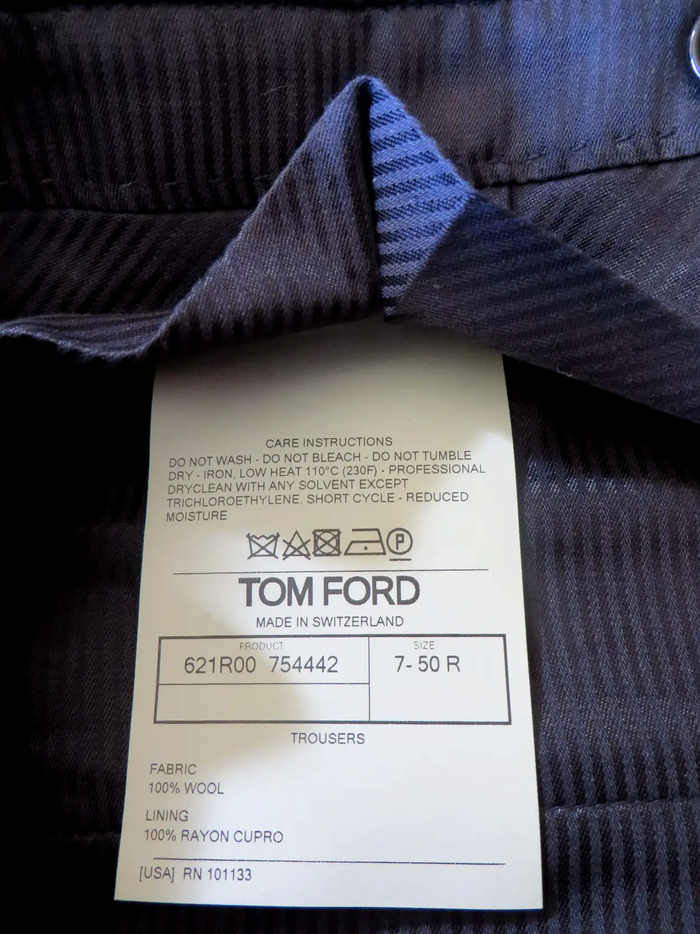 CARE INSTRUCTIONS
DO NOT WASH - DO NOT BLEACH - DO NOT TUMBLE
DRY - IRON, LOW HEAT 110°C (230F) - PROFESSIONAL
DRYCLEAN WITH ANY SOLVENT EXCEPT
TRICHLOROETHYLENE, SHORT CYCLE - REDUCED
MOISTURE
P
TOM FORD
MADE IN SWITZERLAND
PRODUCT SIZE
621R00 754442 7- 50 R
TROUSERS
FABRIC
100% WOOL
LINING
100% RAYON CUPRO
[USA] RN 101133